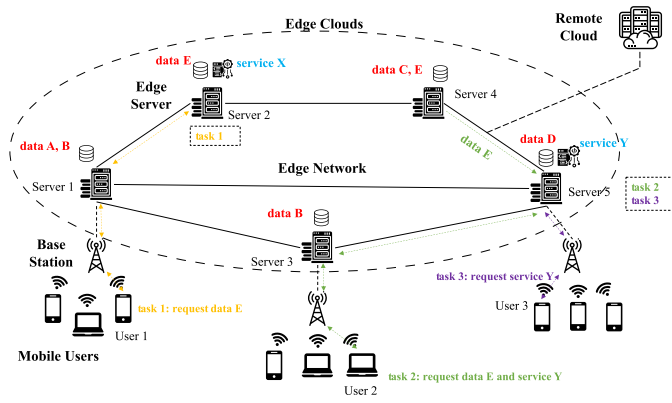 Edge Clouds
Remote
Cloud
data E
service X
data C, E
Edge
Server
Server 2
Server 4
task 1
data A, B
data E
data D
service Y
Edge Network
Server 1
Server 5
task 2
task 3
data B
Base
Station
Server 3
task 3: request service Y
task 1: request data E
User 1
User 3
Mobile Users
task 2: request data E and service Y
User 2